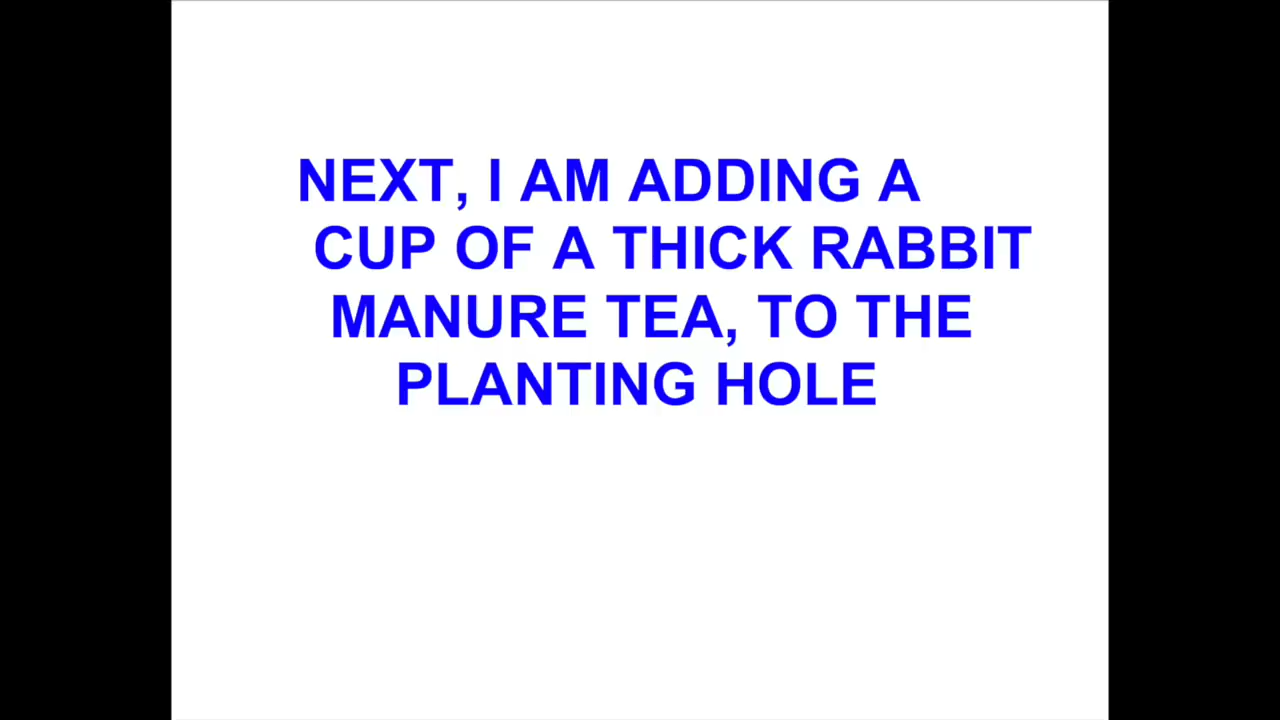 NEXT, I AM ADDING A
CUP OF A THICK RABBIT
MANURE TEA, TO THE
PLANTING HOLE